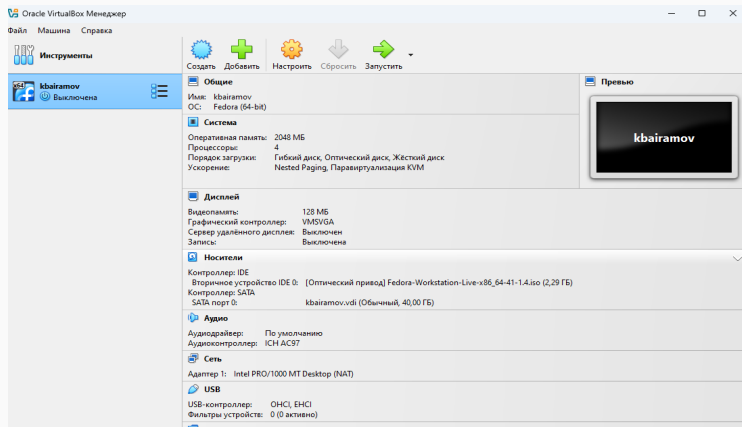 Oracle VirtualBox Менеджер
Файл Машина Справка
Инструменты
Создать Добавить Настроить Сбросить Запустить
kbairamov
Выключена
Общие
Имя: kbairamov
ОС: Fedora (64-bit)
Превью
kbairamov
Система
Оперативная память: 2048 МБ
Процессоры: 4
Порядок загрузки: Гибкий диск, Оптический диск, Жёсткий диск
Ускорение: Nested Paging, Паравиртуализация KVM
Дисплей
Видеопамять: 128 МБ
Графический контроллер: VMSVGA
Сервер удалённого дисплея: Выключен
Запись: Выключена
Носители
Контроллер: IDE
Вторичное устройство IDE 0: [Оптический привод] Fedora-Workstation-Live-x86_64-41-1.4.iso (2,29 ГБ)
Контроллер: SATA
SATA порт 0: kbairamov.vdi (Обычный, 40,00 ГБ)
Аудио
Аудиодрайвер: По умолчанию
Аудиоконтроллер: ICH AC97
Сеть
Адаптер 1: Intel PRO/1000 MT Desktop (NAT)
USB
USB-контроллер: OHCI, EHCI
Фильтры устройств: 0 (0 активно)